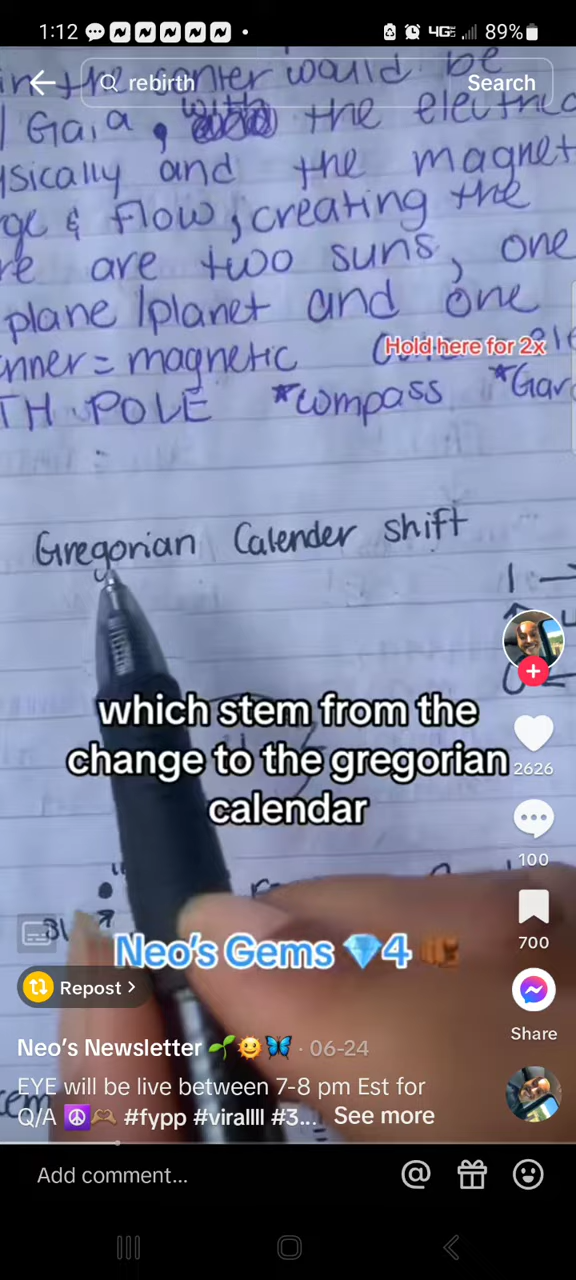 1:12
4G
89%
rebirth
Search
in the center would be
Gaia, with the electric
and the magnet
& Flow, creating the
are two suns, one
plane/planet and one
= magnetic
Hold here for 2x
POLE *compass
Gregorian Calender shift
which stem from the
change to the gregorian
calendar
2626
100
700
Share
Neo's Gems 💎4
Repost >
Neo's Newsletter 🌱🌞🦋 · 06-24
EYE will be live between 7-8 pm Est for
Q/A ☮️🫶🏾 #fypp #virallll #3... See more
Add comment...